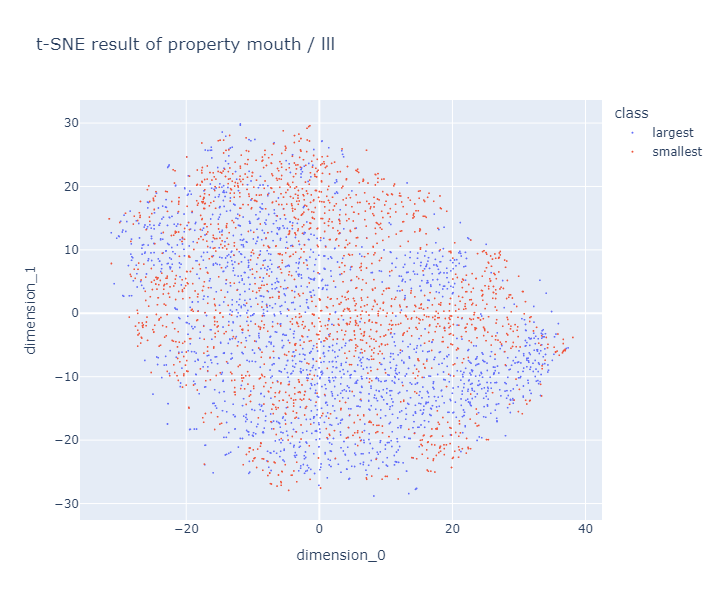 t-SNE result of property mouth / lll
class
largest
smallest
30
20
10
0
−10
−20
−30
dimension_1
−20
0
20
40
dimension_0